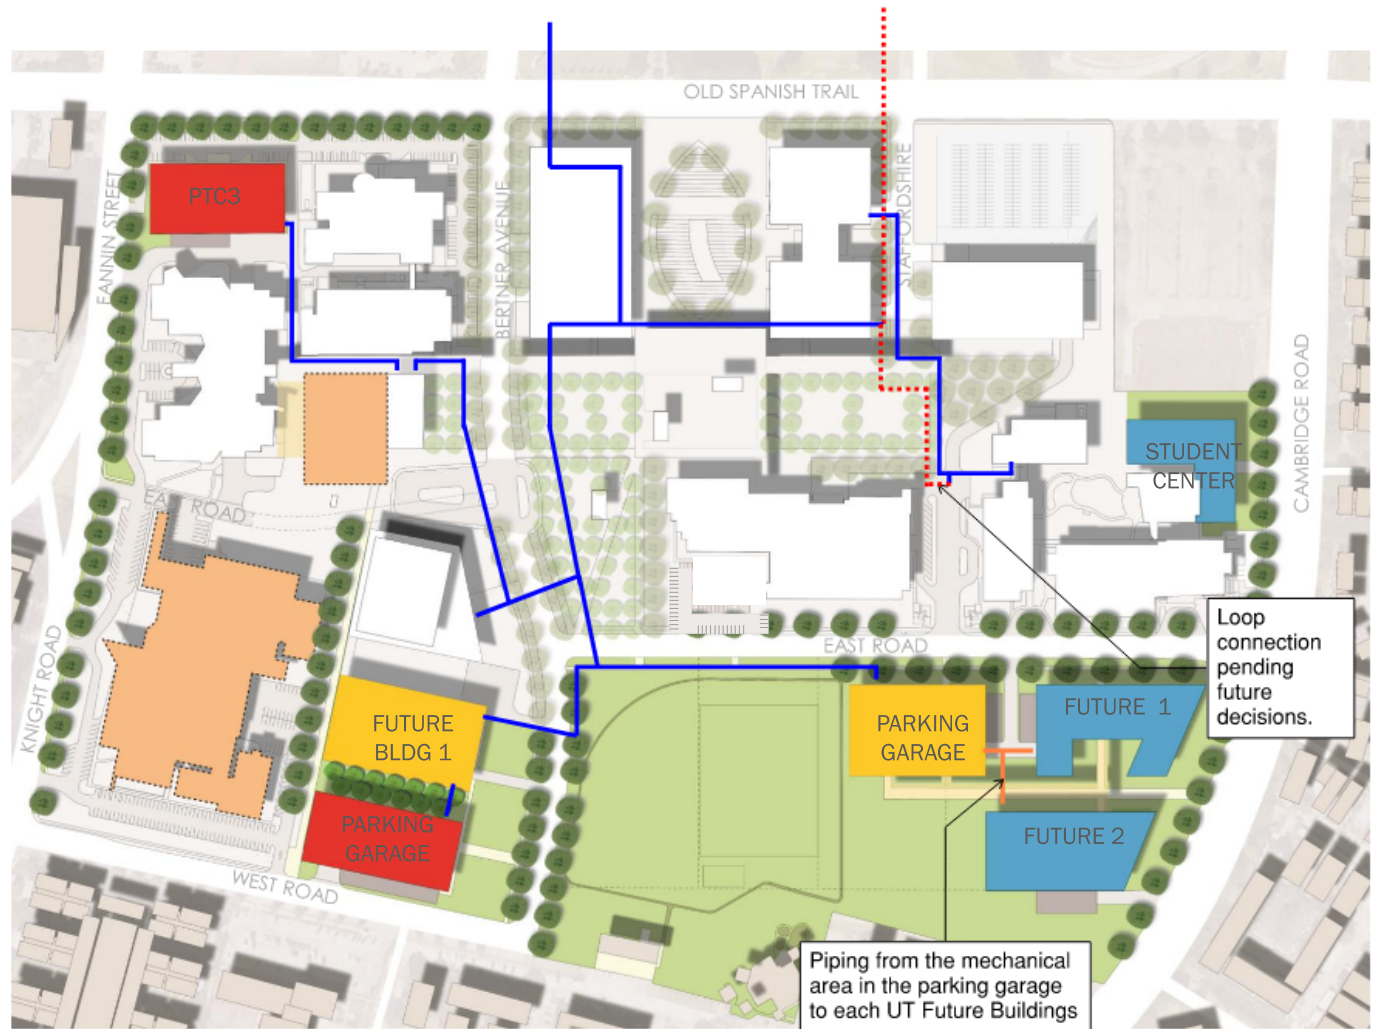 OLD SPANISH TRAIL
PTC3
FANNIN STREET
BERTNER AVENUE
STAFFORDSHIRE
CAMBRIDGE ROAD
STUDENT
CENTER
ROAD
KNIGHT ROAD
EAST ROAD
Loop
connection
pending
future
decisions.
FUTURE
BLDG 1
PARKING
GARAGE
FUTURE 1
PARKING
GARAGE
FUTURE 2
WEST ROAD
Piping from the mechanical
area in the parking garage
to each UT Future Buildings